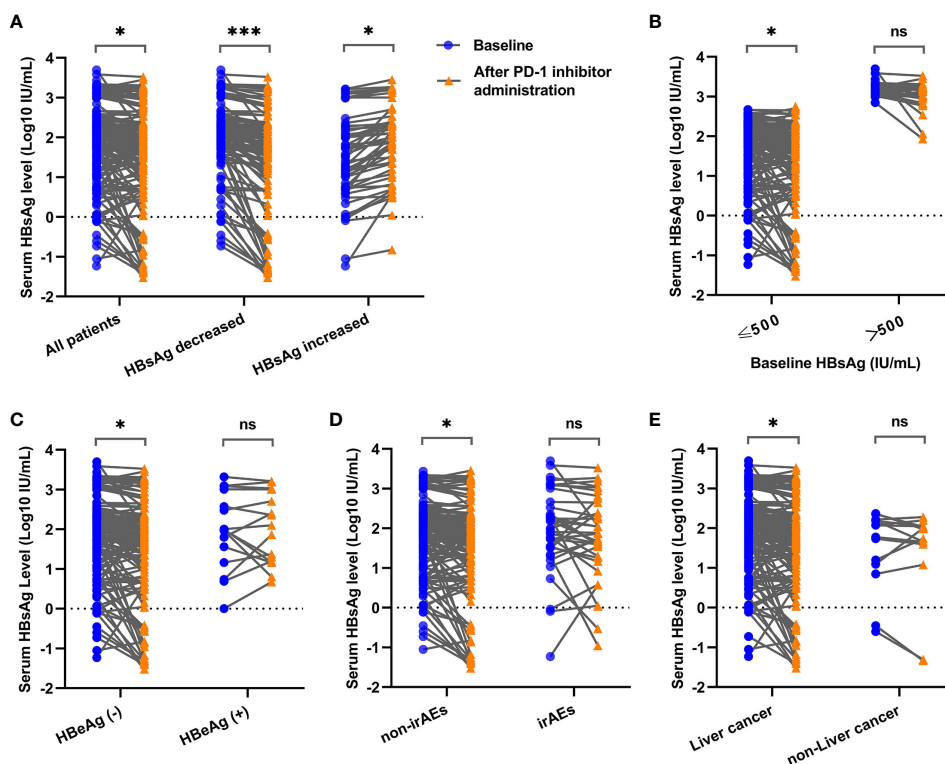 A
*
***
*
Serum HBsAg level (Log10 IU/mL)
4
3
2
1
0
-1
-2
All patients
HBsAg decreased
HBsAg increased
Baseline
After PD-1 inhibitor
administration
B
*
ns
Serum HBsAg level (Log10 IU/mL)
4
3
2
1
0
-1
-2
≤500
>500
Baseline HBsAg (IU/mL)
C
*
ns
Serum HBsAg Level (Log10 IU/mL)
4
3
2
1
0
-1
-2
HBeAg (-)
HBeAg (+)
D
*
ns
Serum HBsAg level (Log10 IU/mL)
4
3
2
1
0
-1
-2
non-irAEs
irAEs
E
*
ns
Serum HBsAg level (Log10 IU/mL)
4
3
2
1
0
-1
-2
Liver cancer
non-Liver cancer